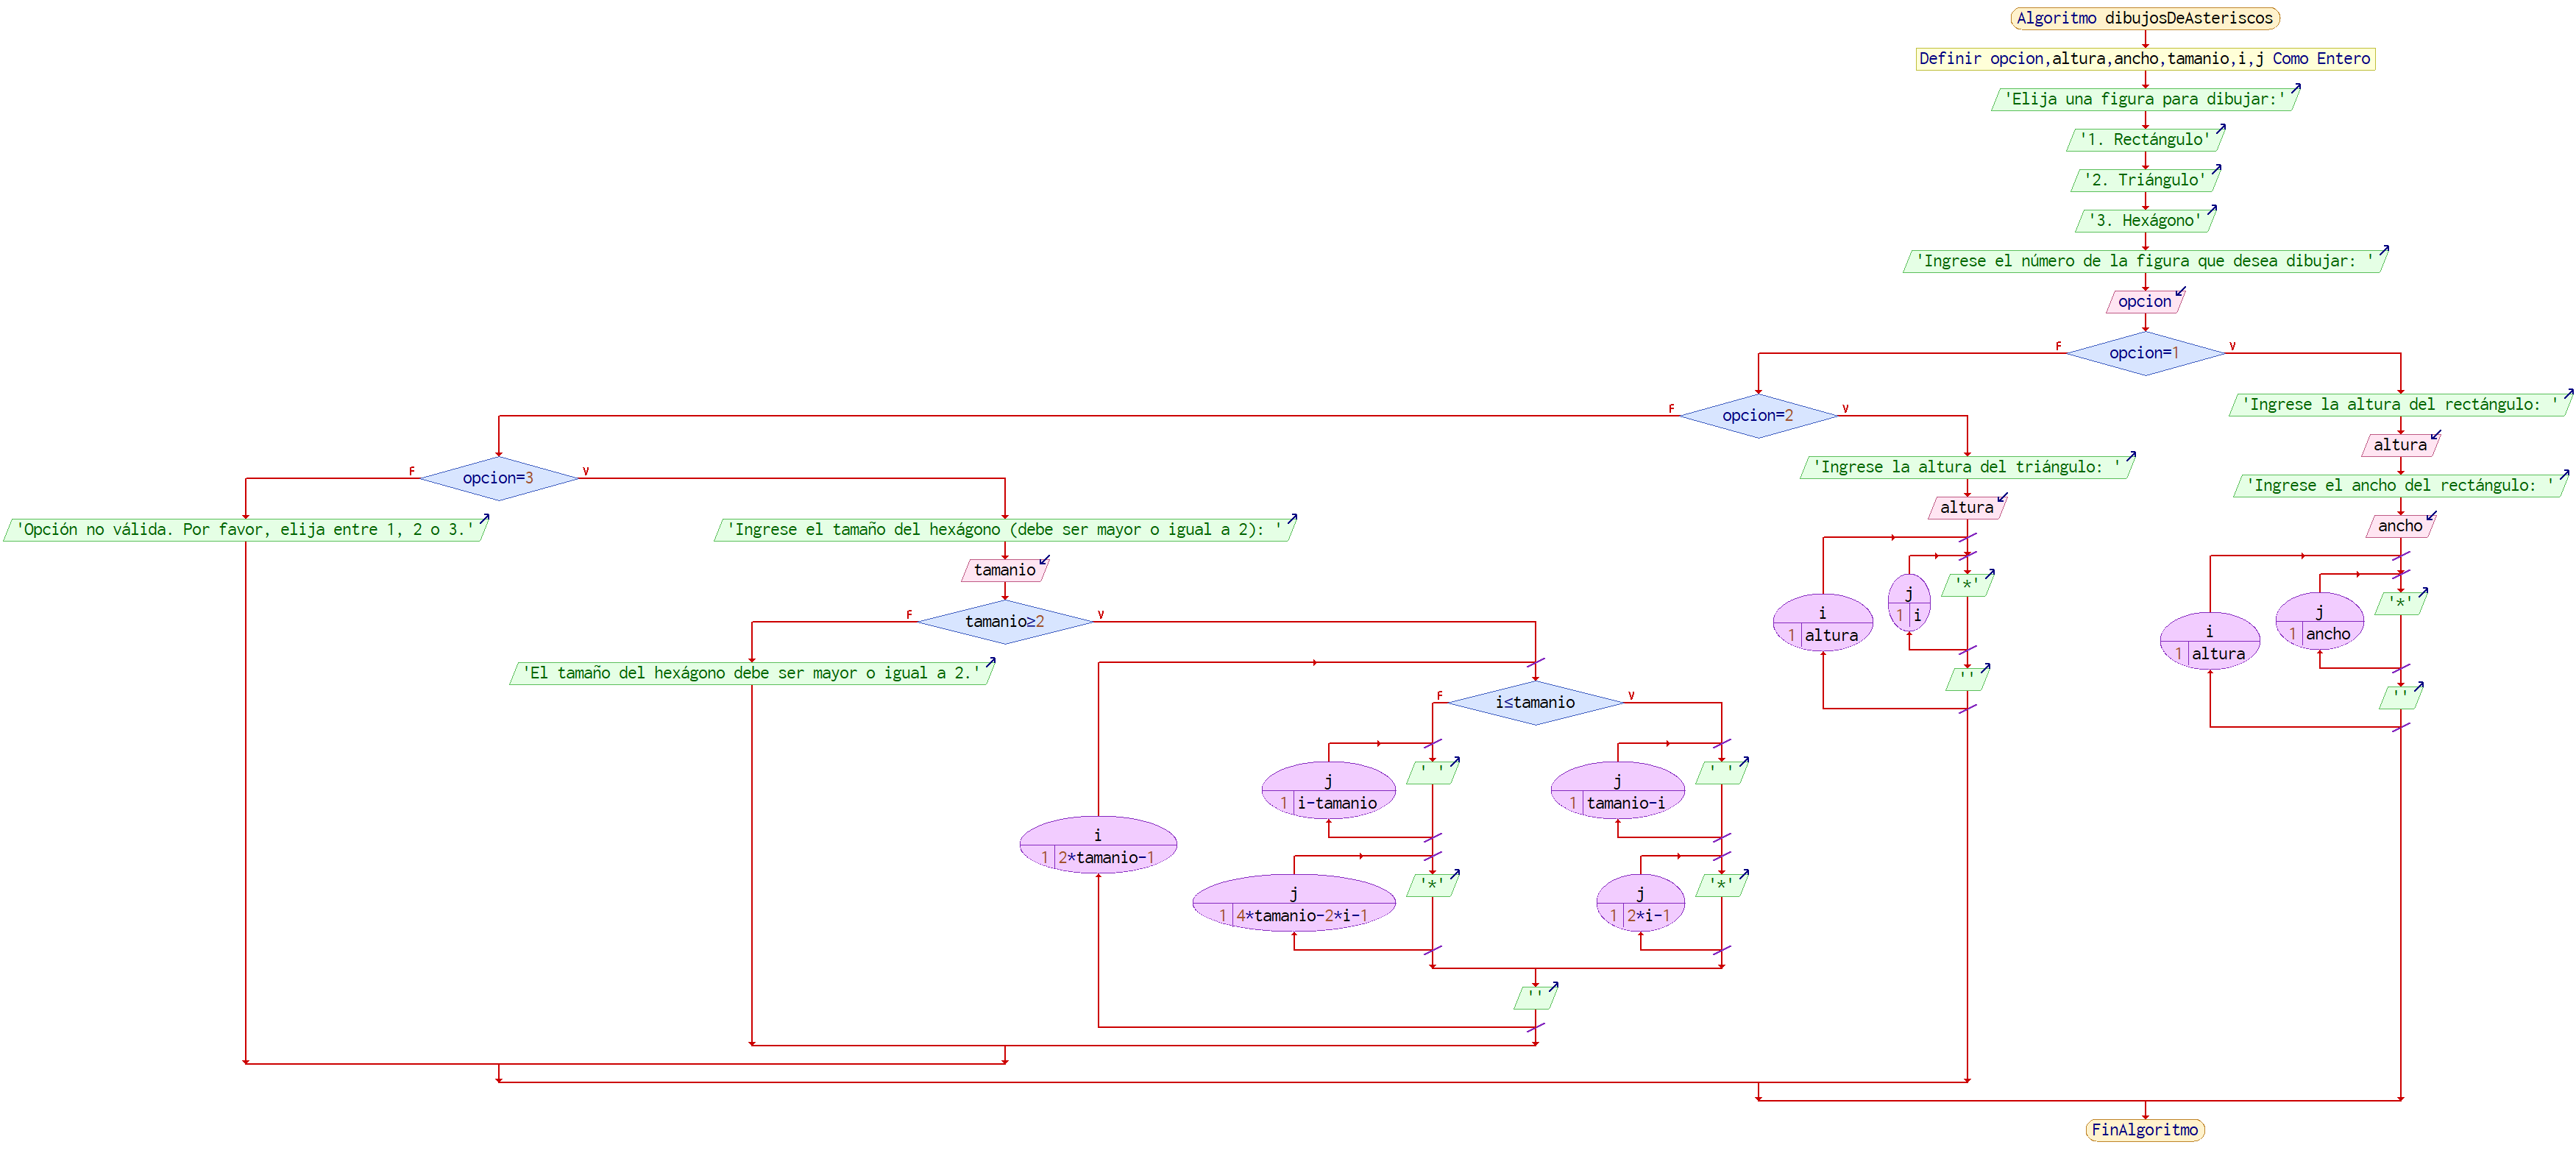 Algoritmo dibujosDeAsteriscos
Definir opcion,altura,ancho,tamanio,i,j Como Entero
'Elija una figura para dibujar:'
'1. Rectángulo'
'2. Triángulo'
'3. Hexágono'
'Ingrese el número de la figura que desea dibujar: '
opcion
opcion=1
F
V
opcion=2
F
V
opcion=3
F
V
'Opción no válida. Por favor, elija entre 1, 2 o 3.'
'Ingrese el tamaño del hexágono (debe ser mayor o igual a 2): '
tamanio
tamanio≥2
F
V
'El tamaño del hexágono debe ser mayor o igual a 2.'
i
1 2*tamanio-1
i≤tamanio
F
V
j
1 i-tamanio
' '
j
1 4*tamanio-2*i-1
'*'
j
1 tamanio-i
' '
j
1 2*i-1
'*'
''
'Ingrese la altura del triángulo: '
altura
i
1 altura
j
1 i
'*'
''
'Ingrese la altura del rectángulo: '
altura
'Ingrese el ancho del rectángulo: '
ancho
i
1 altura
j
1 ancho
'*'
''
FinAlgoritmo